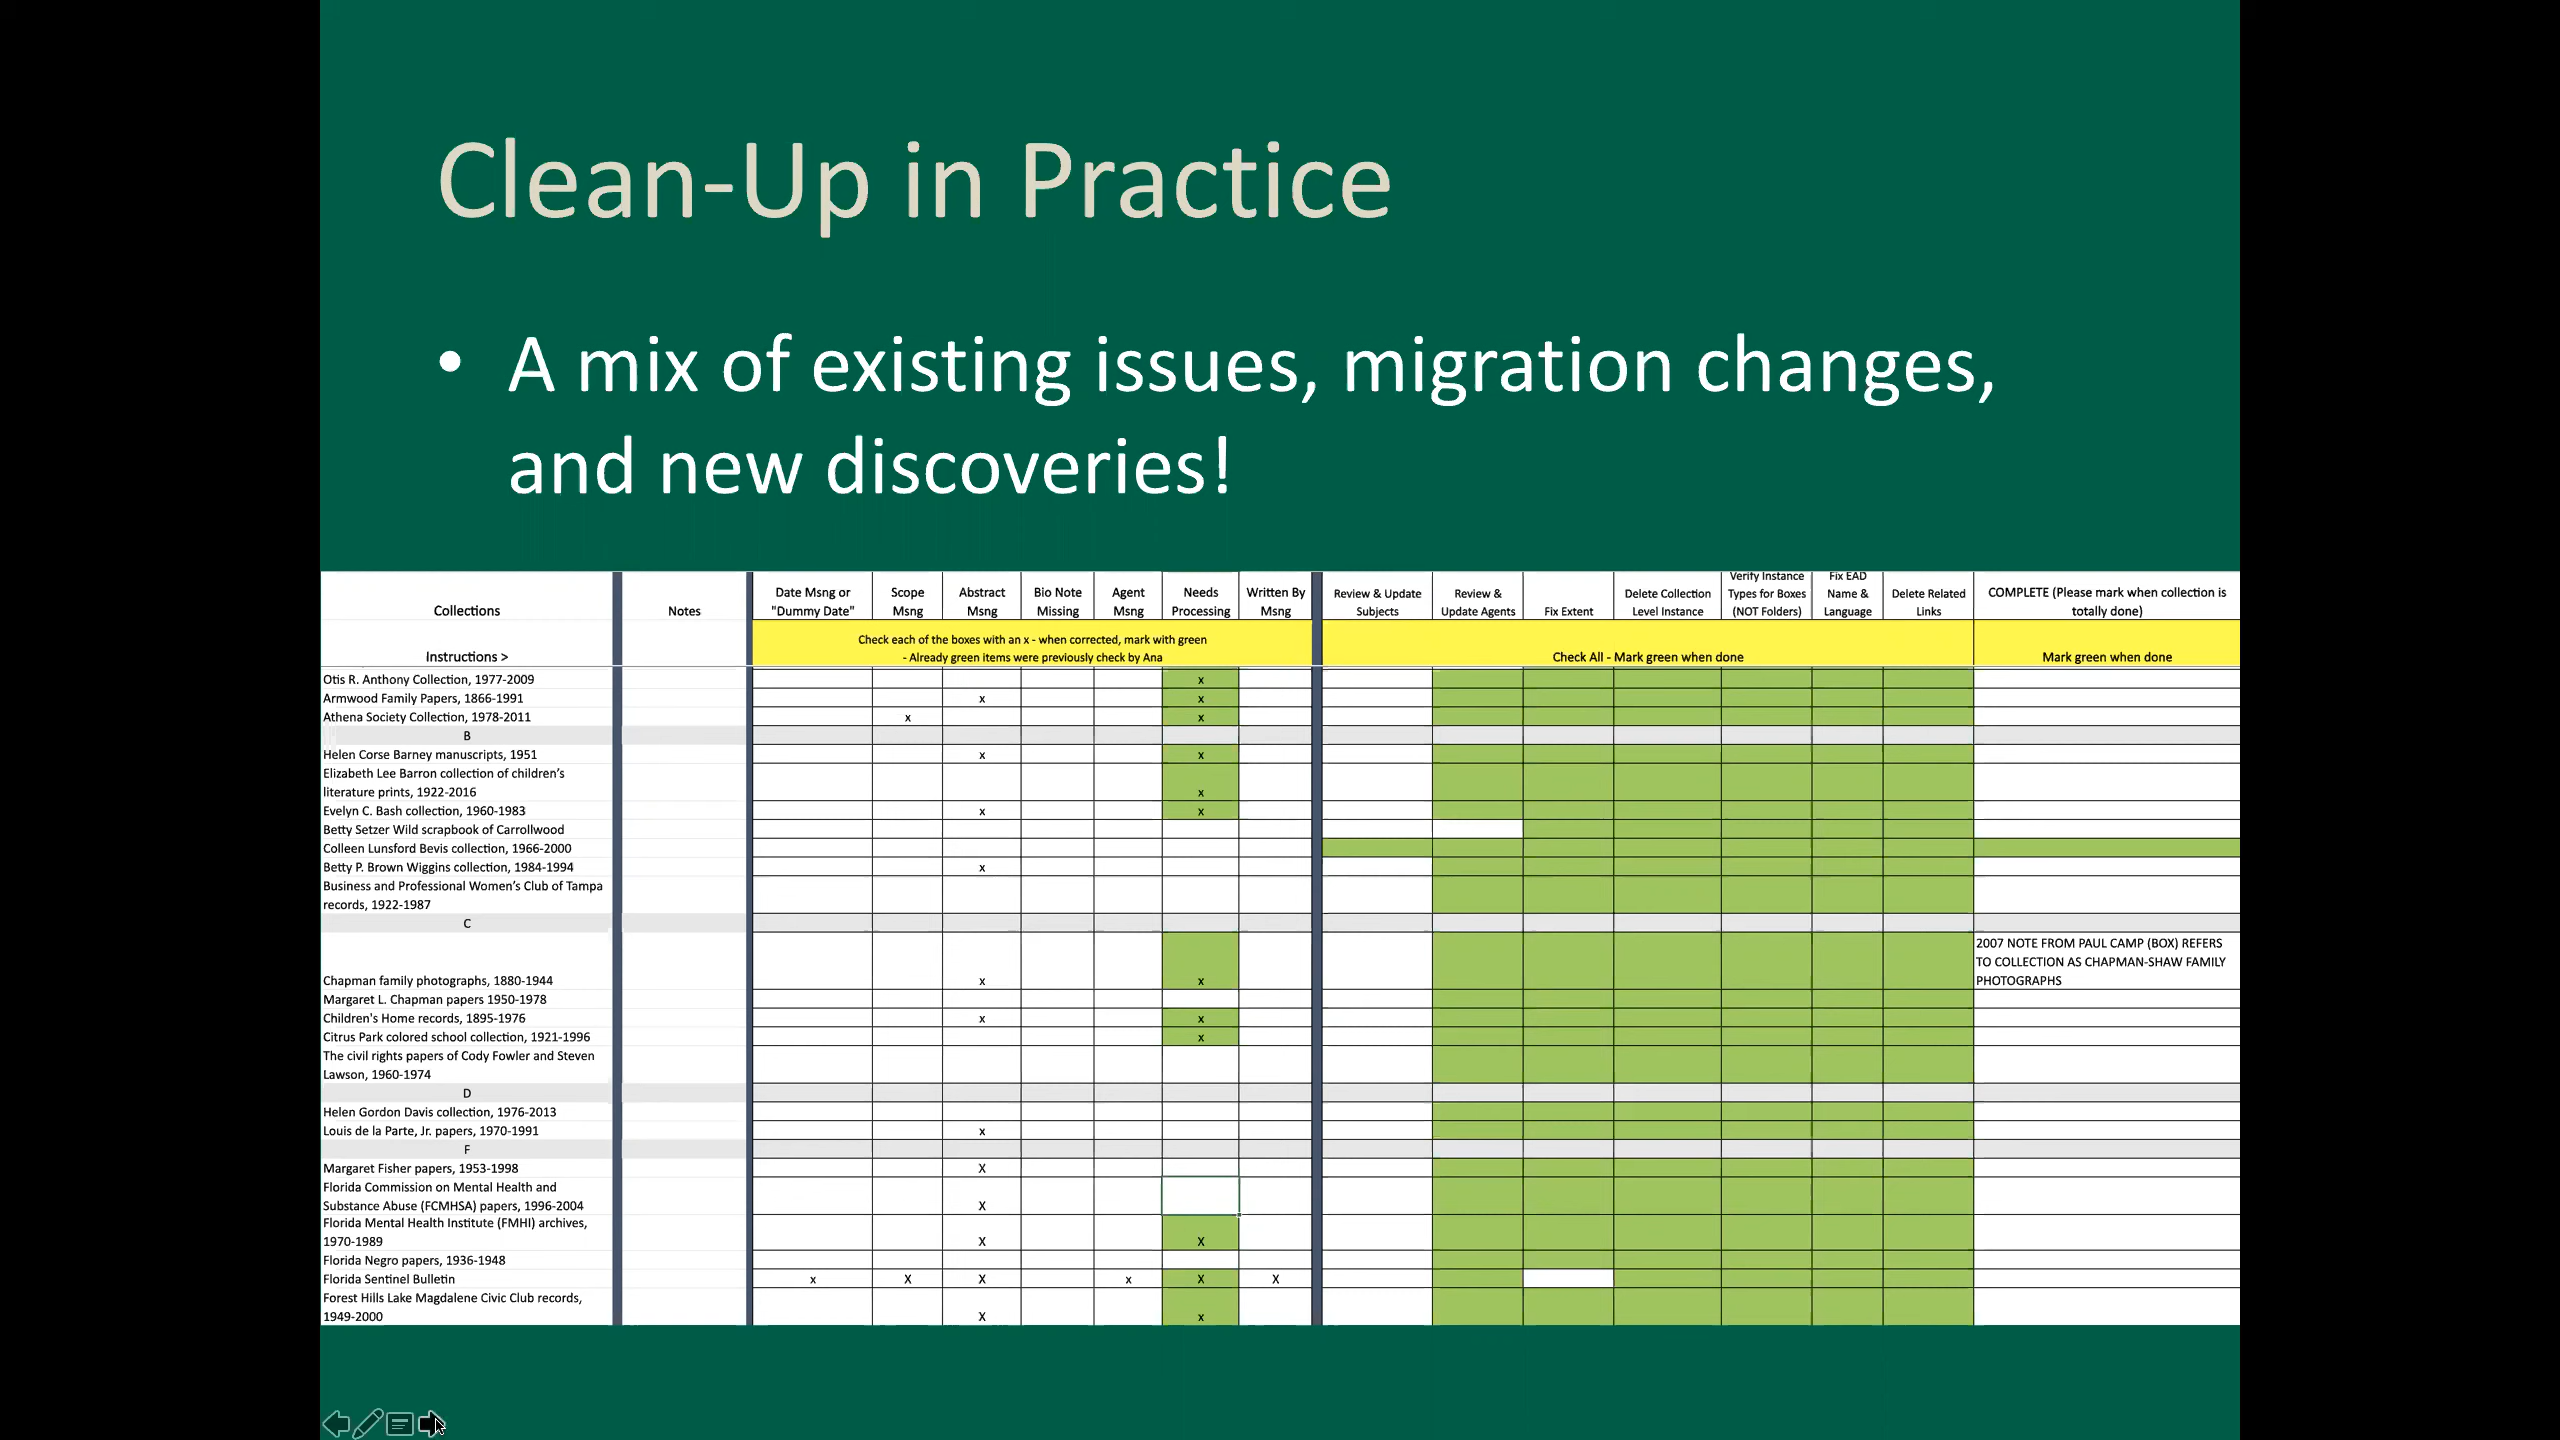 Clean-Up in Practice
• A mix of existing issues, migration changes,
and new discoveries!
Collections Notes Date Msng or "Dummy Date" Scope Msng Abstract Msng Bio Note Missing Agent Msng Needs Processing Written By Msng Review & Update Subjects Review & Update Agents Fix Extent Delete Collection Level Instance Verify Instance Types for Boxes (NOT Folders) Fix EAD Name & Language Delete Related Links COMPLETE (Please mark when collection is totally done)
Instructions > Check each of the boxes with an x - when corrected, mark with green
- Already green items were previously check by Ana Check All - Mark green when done Mark green when done
Otis R. Anthony Collection, 1977-2009 x
Armwood Family Papers, 1866-1991 x x
Athena Society Collection, 1978-2011 x x
B
Helen Corse Barney manuscripts, 1951 x x
Elizabeth Lee Barron collection of children's
literature prints, 1922-2016 x
Evelyn C. Bash collection, 1960-1983 x x
Betty Setzer Wild scrapbook of Carrollwood
Colleen Lunsford Bevis collection, 1966-2000
Betty P. Brown Wiggins collection, 1984-1994 x
Business and Professional Women's Club of Tampa
records, 1922-1987
C
2007 NOTE FROM PAUL CAMP (BOX) REFERS
TO COLLECTION AS CHAPMAN-SHAW FAMILY
Chapman family photographs, 1880-1944 x x PHOTOGRAPHS
Margaret L. Chapman papers 1950-1978
Children's Home records, 1895-1976 x x
Citrus Park colored school collection, 1921-1996 x
The civil rights papers of Cody Fowler and Steven
Lawson, 1960-1974
D
Helen Gordon Davis collection, 1976-2013
Louis de la Parte, Jr. papers, 1970-1991 x
F
Margaret Fisher papers, 1953-1998 X
Florida Commission on Mental Health and
Substance Abuse (FCMHSA) papers, 1996-2004 X
Florida Mental Health Institute (FMHI) archives,
1970-1989 X X
Florida Negro papers, 1936-1948
Florida Sentinel Bulletin x X X x X X
Forest Hills Lake Magdalene Civic Club records,
1949-2000 X x